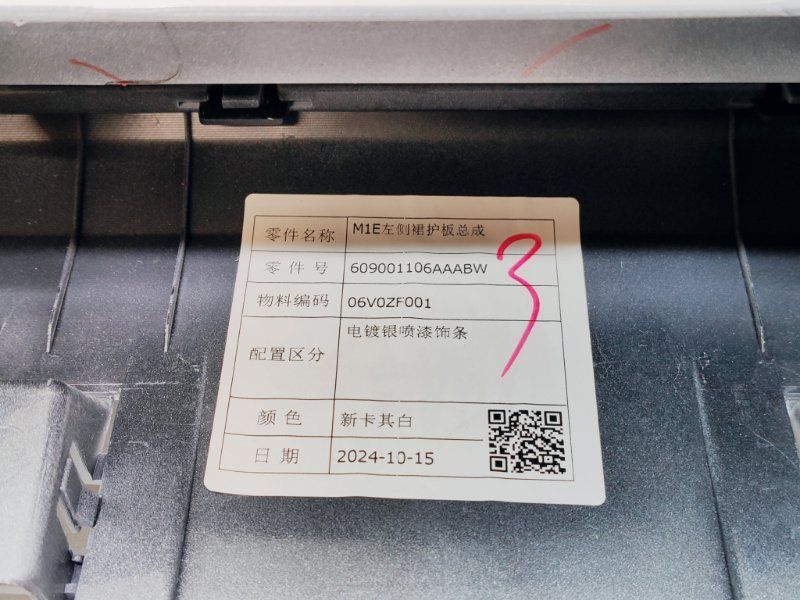 零件名称 M1E左侧裙护板总成
零件号 609001106AAABW
物料编码 06V0ZF001
配置区分 电镀银喷漆饰条
颜色 新卡其白
日期 2024-10-15
3